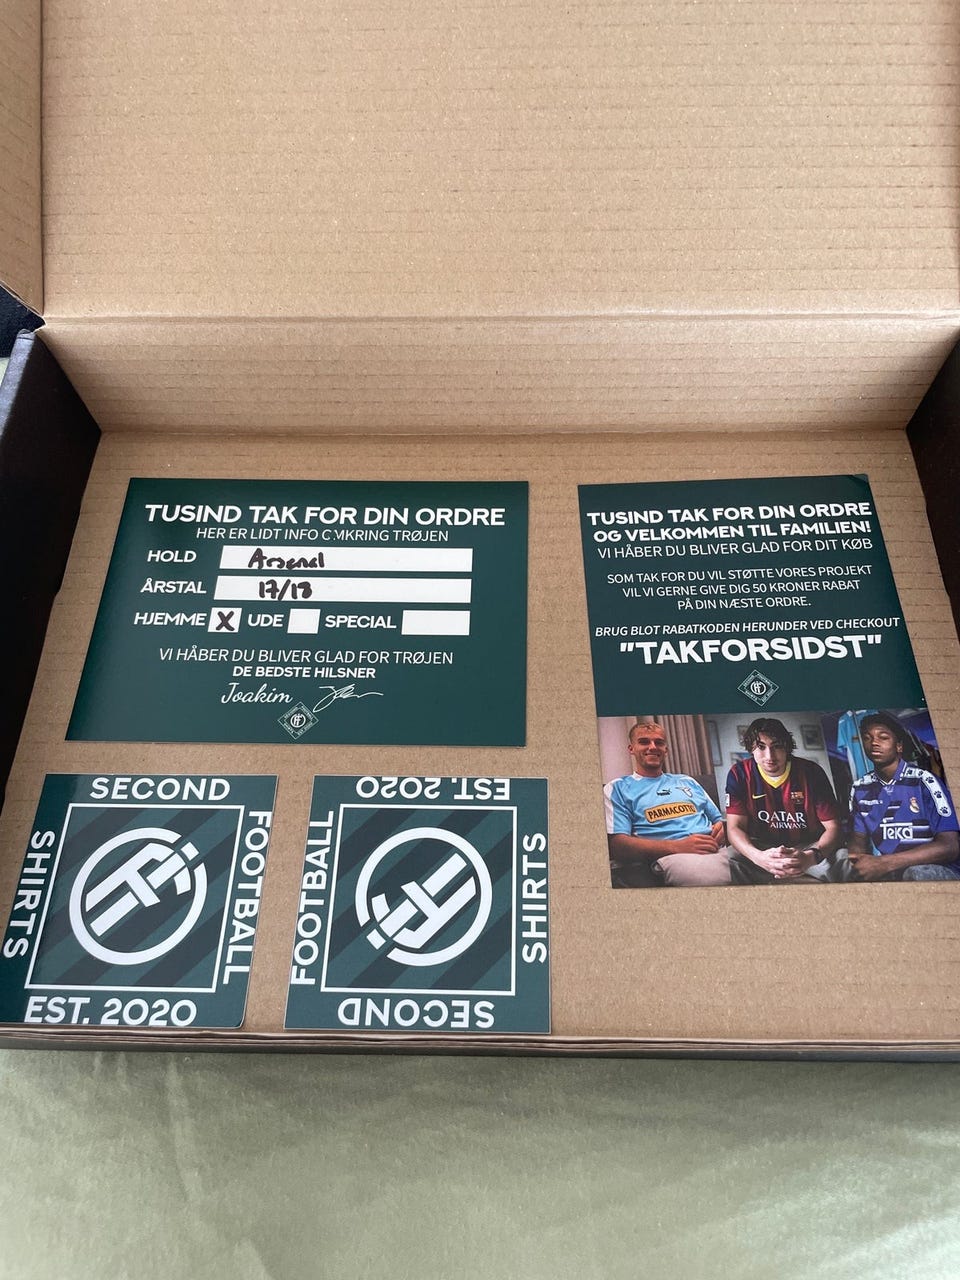 TUSIND TAK FOR DIN ORDRE
HER ER LIDT INFO OMKRING TRØJEN
HOLD Arsenal
ÅRSTAL 17/18
HJEMME X UDE SPECIAL
VI HÅBER DU BLIVER GLAD FOR TRØJEN
DE BEDSTE HILSNER
Joakim
TUSIND TAK FOR DIN ORDRE
OG VELKOMMEN TIL FAMILIEN!
VI HÅBER DU BLIVER GLAD FOR DIT KØB
SOM TAK FOR DU VIL STØTTE VORES PROJEKT
VIL VI GERNE GIVE DIG 50 KRONER RABAT
PÅ DIN NÆSTE ORDRE.
BRUG BLOT RABATKODEN HERUNDER VED CHECKOUT
"TAKFORSIDST"
PARMACOTTO
QATAR
AIRWAYS
Teka
SECOND
FOOTBALL
SHIRTS
EST. 2020
SECOND
FOOTBALL
SHIRTS
EST. 2020